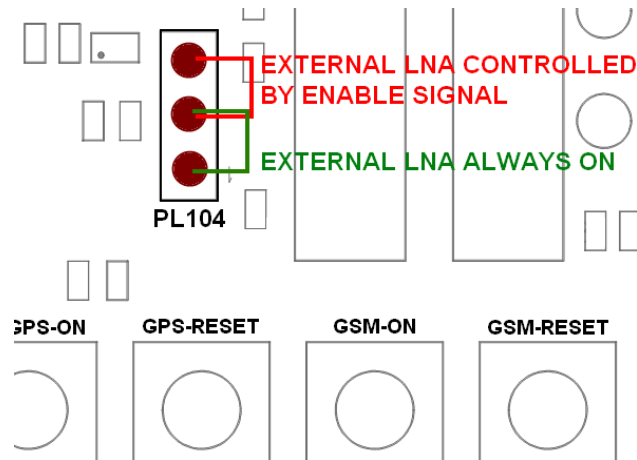 EXTERNAL LNA CONTROLLED
BY ENABLE SIGNAL
EXTERNAL LNA ALWAYS ON
PL104
GPS-ON GPS-RESET GSM-ON GSM-RESET